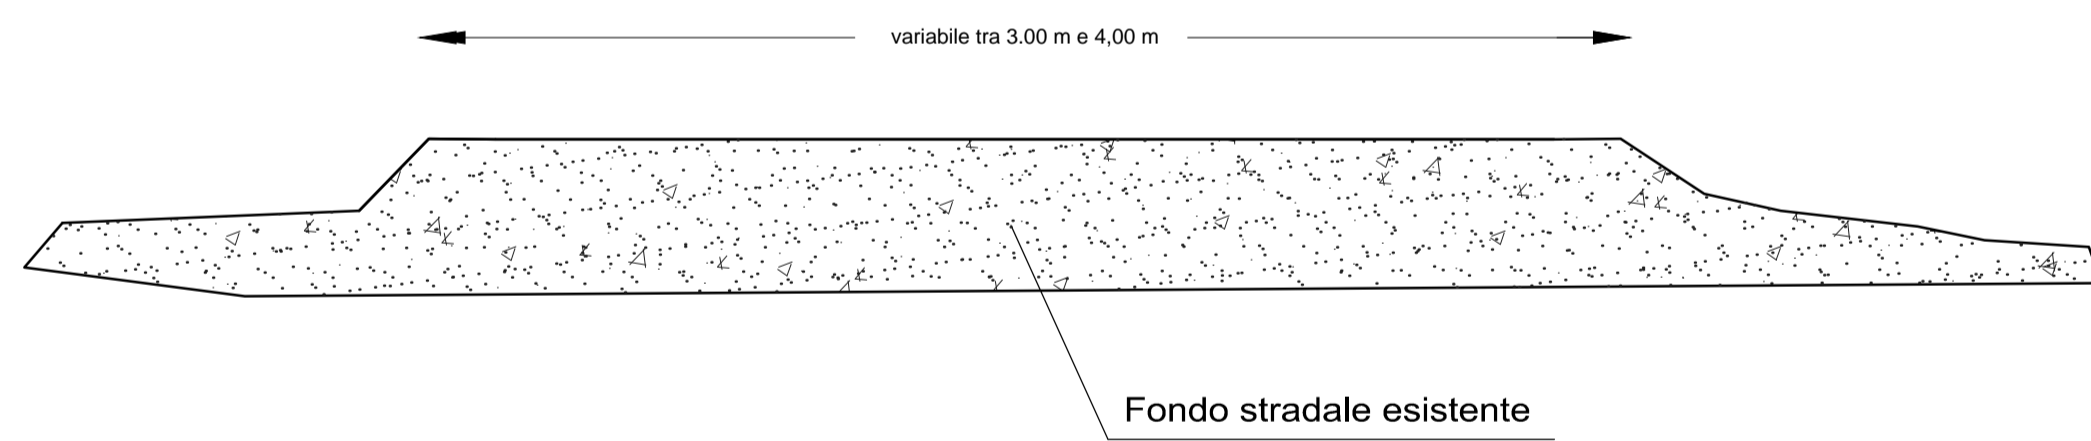 variabile tra 3.00 m e 4,00 m
Fondo stradale esistente